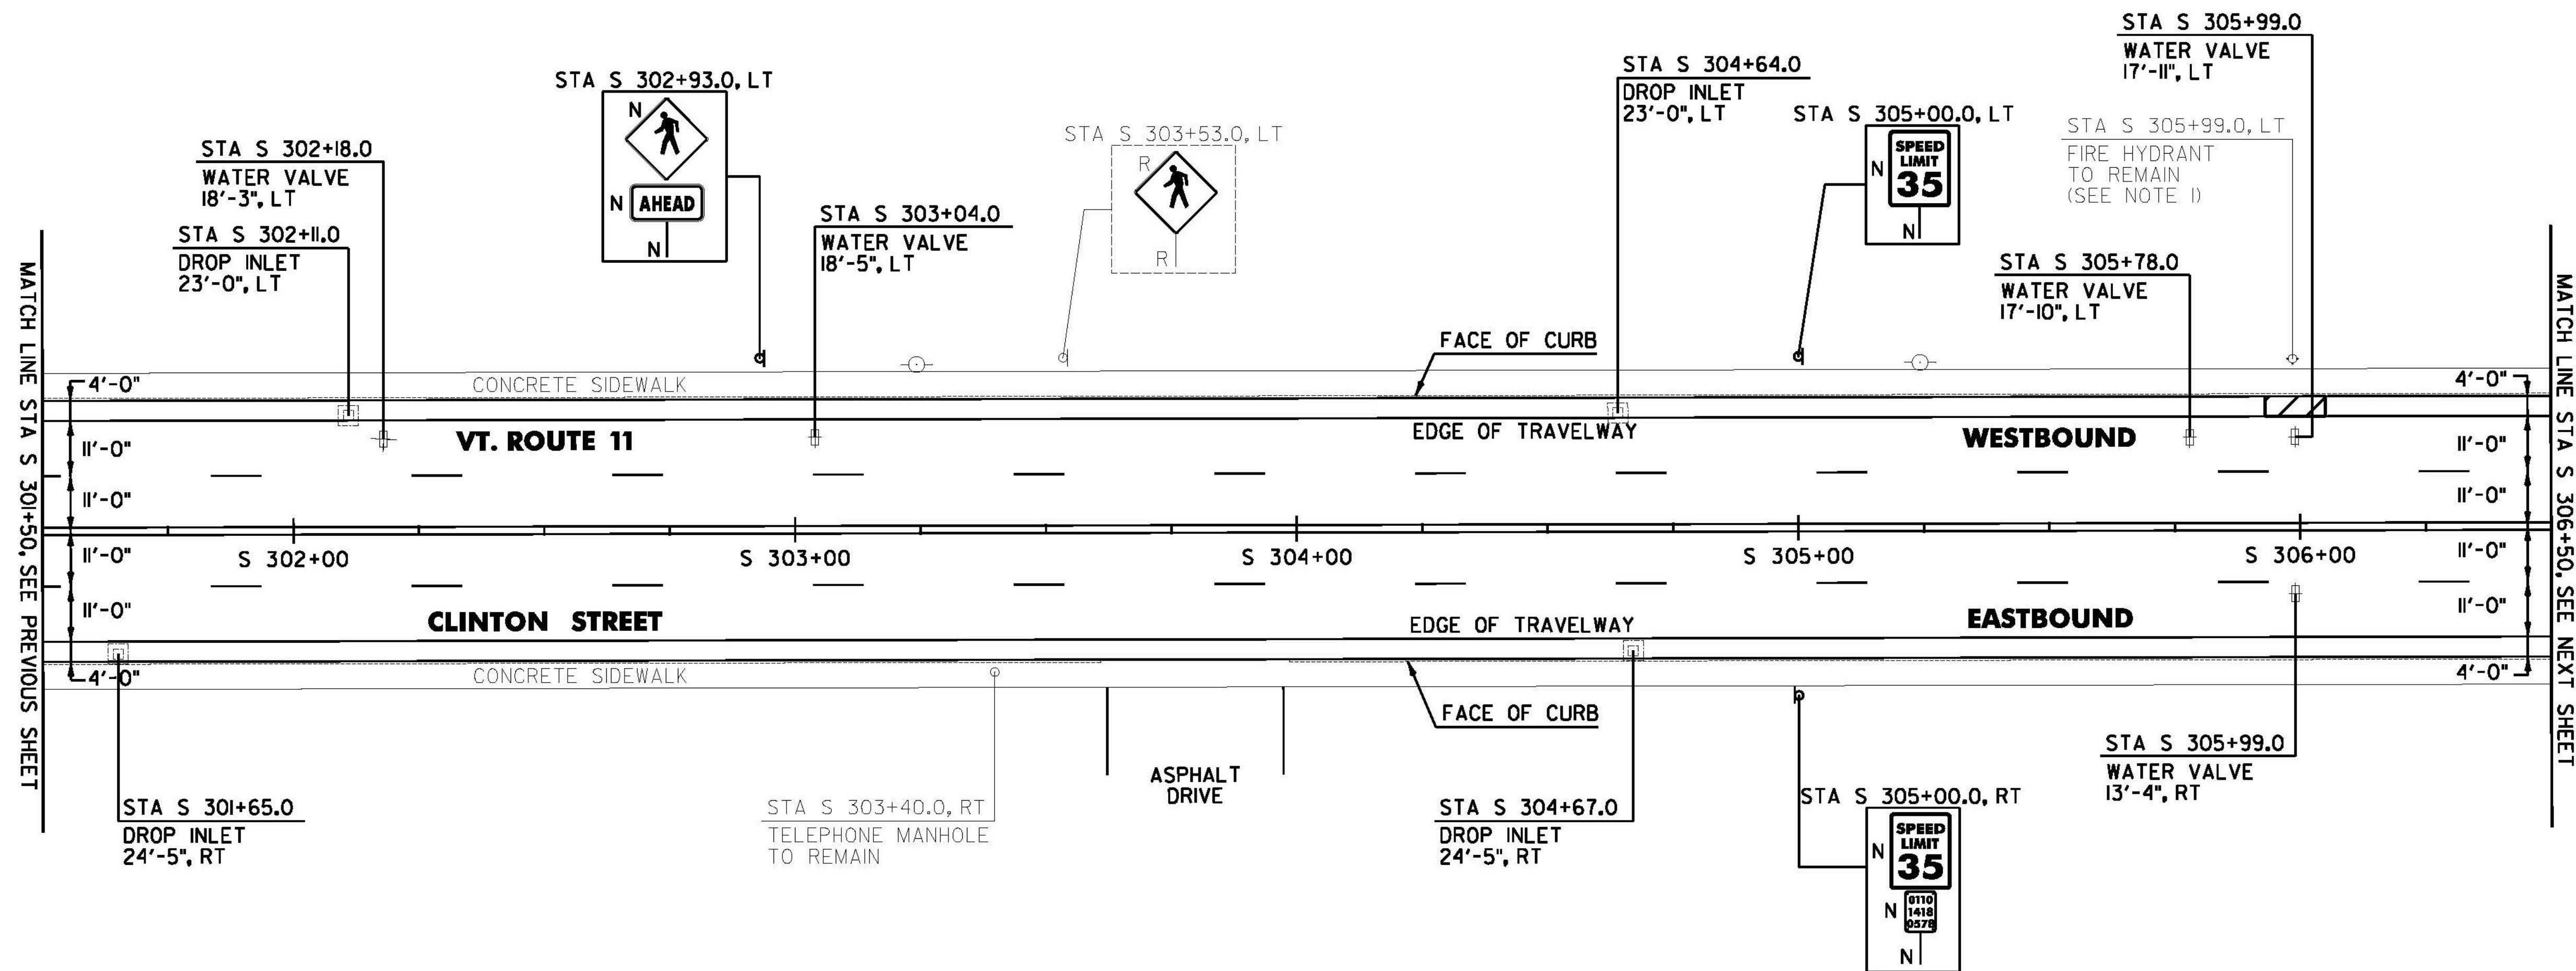 STA S 305+99.0
WATER VALVE
17'-11", LT
STA S 304+64.0
DROP INLET
23'-0", LT
STA S 302+93.0, LT
N
N AHEAD
N
STA S 305+00.0, LT
SPEED
LIMIT
35
N
N
STA S 303+53.0, LT
R
R
STA S 305+99.0, LT
FIRE HYDRANT
TO REMAIN
(SEE NOTE 1)
STA S 302+18.0
WATER VALVE
18'-3", LT
STA S 303+04.0
WATER VALVE
18'-5", LT
STA S 302+11.0
DROP INLET
23'-0", LT
STA S 305+78.0
WATER VALVE
17'-10", LT
MATCH LINE STA S 301+50, SEE PREVIOUS SHEET
MATCH LINE STA S 306+50, SEE NEXT SHEET
FACE OF CURB
4'-0"
CONCRETE SIDEWALK
4'-0"
11'-0"
VT. ROUTE 11
EDGE OF TRAVELWAY
WESTBOUND
11'-0"
11'-0"
11'-0"
11'-0"
S 302+00
S 303+00
S 304+00
S 305+00
S 306+00
11'-0"
11'-0"
CLINTON STREET
EDGE OF TRAVELWAY
EASTBOUND
11'-0"
4'-0"
CONCRETE SIDEWALK
4'-0"
FACE OF CURB
STA S 305+99.0
WATER VALVE
13'-4", RT
ASPHALT
DRIVE
STA S 301+65.0
DROP INLET
24'-5", RT
STA S 303+40.0, RT
TELEPHONE MANHOLE
TO REMAIN
STA S 304+67.0
DROP INLET
24'-5", RT
STA S 305+00.0, RT
SPEED
LIMIT
35
N
N
0110
1418
0578
N